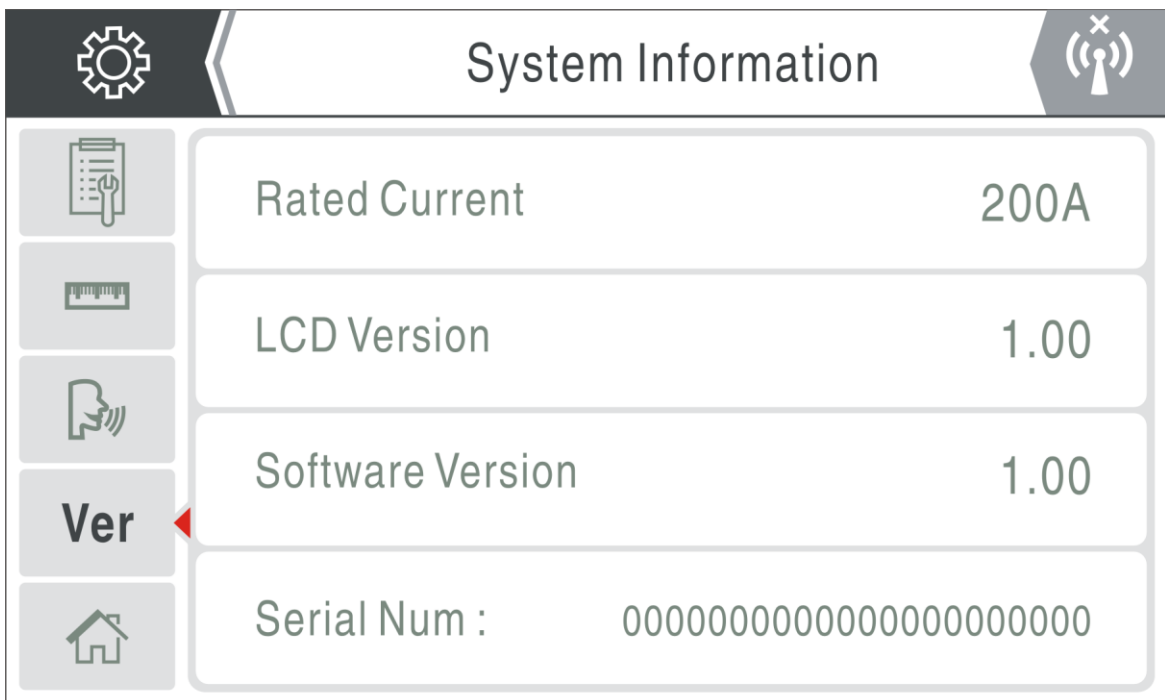 System Information
Rated Current 200A
LCD Version 1.00
Software Version 1.00
Ver
Serial Num : 0000000000000000000000